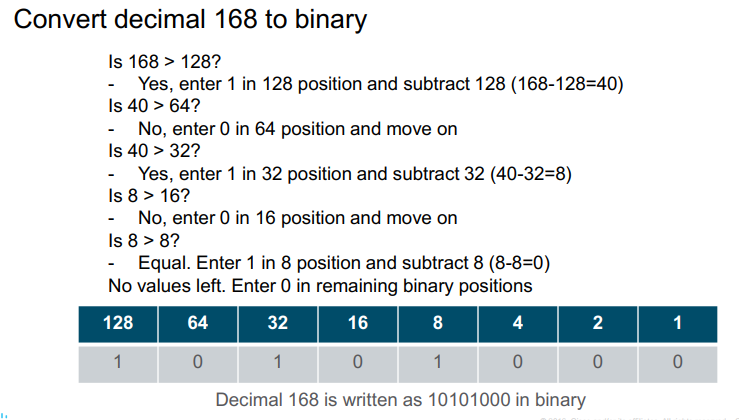 Convert decimal 168 to binary
Is 168 > 128?
- Yes, enter 1 in 128 position and subtract 128 (168-128=40)
Is 40 > 64?
- No, enter 0 in 64 position and move on
Is 40 > 32?
- Yes, enter 1 in 32 position and subtract 32 (40-32=8)
Is 8 > 16?
- No, enter 0 in 16 position and move on
Is 8 > 8?
- Equal. Enter 1 in 8 position and subtract 8 (8-8=0)
No values left. Enter 0 in remaining binary positions
128 64 32 16 8 4 2 1
1 0 1 0 1 0 0 0
Decimal 168 is written as 10101000 in binary